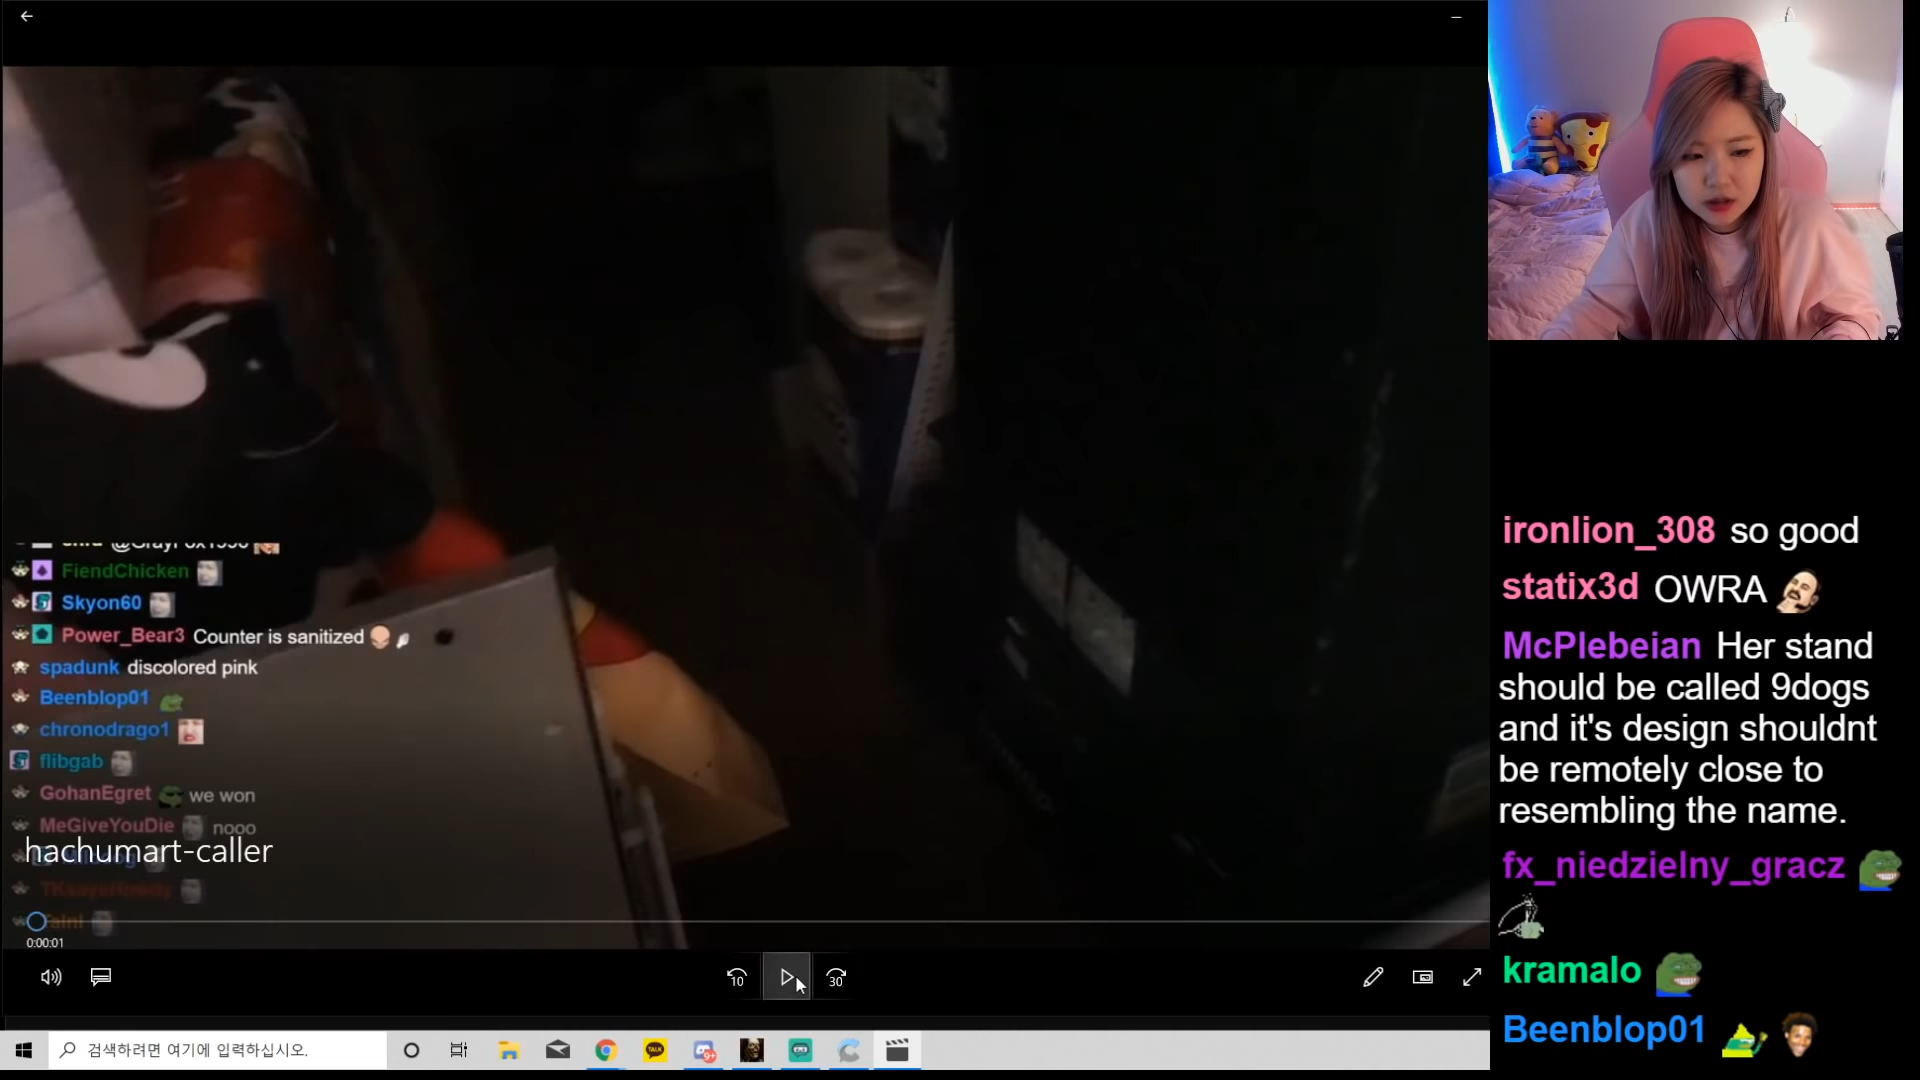 FiendChicken
Skyon60
Power_Bear3 Counter is sanitized
spadunk discolored pink
Beenblop01
chronodrago1
flibgab
GohanEgret we won
MeGiveYouDie nooo
hachumart-caller
0:00:01
10
30
검색하려면 여기에 입력하십시오.
TALK
9+
ironlion_308 so good
statix3d OWRA
McPlebeian Her stand
should be called 9dogs
and it's design shouldnt
be remotely close to
resembling the name.
fx_niedzielny_gracz
kramalo
Beenblop01